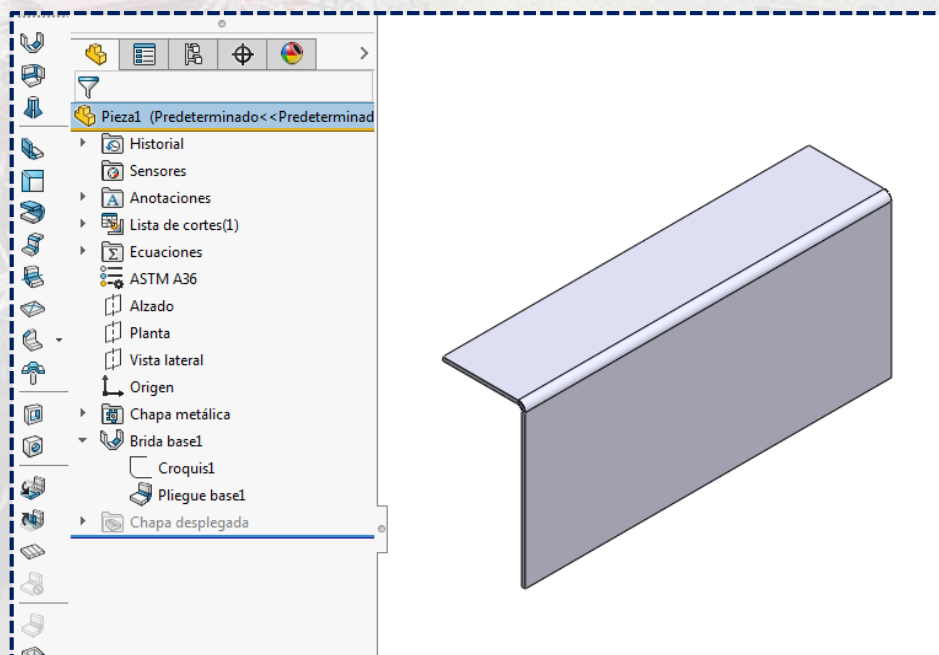 Pieza1 (Predeterminado<<Predeterminad
Historial
Sensores
Anotaciones
Lista de cortes(1)
Ecuaciones
ASTM A36
Alzado
Planta
Vista lateral
Origen
Chapa metálica
Brida base1
Croquis1
Pliegue base1
Chapa desplegada